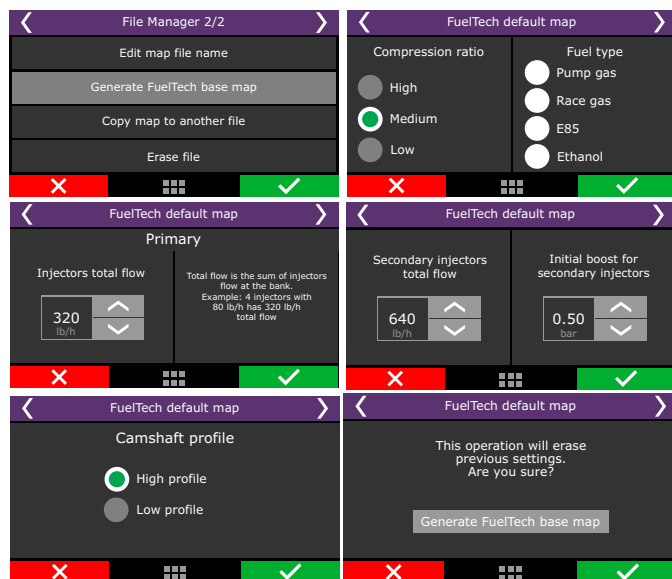 File Manager 2/2
Edit map file name
Generate FuelTech base map
Copy map to another file
Erase file
FuelTech default map
Compression ratio
High
Medium
Low
Fuel type
Pump gas
Race gas
E85
Ethanol
FuelTech default map
Primary
Injectors total flow
320
lb/h
Total flow is the sum of injectors
flow at the bank.
Example: 4 injectors with
80 lb/h has 320 lb/h
total flow
FuelTech default map
Secondary injectors
total flow
640
lb/h
Initial boost for
secondary injectors
0.50
bar
FuelTech default map
Camshaft profile
High profile
Low profile
FuelTech default map
This operation will erase
previous settings.
Are you sure?
Generate FuelTech base map